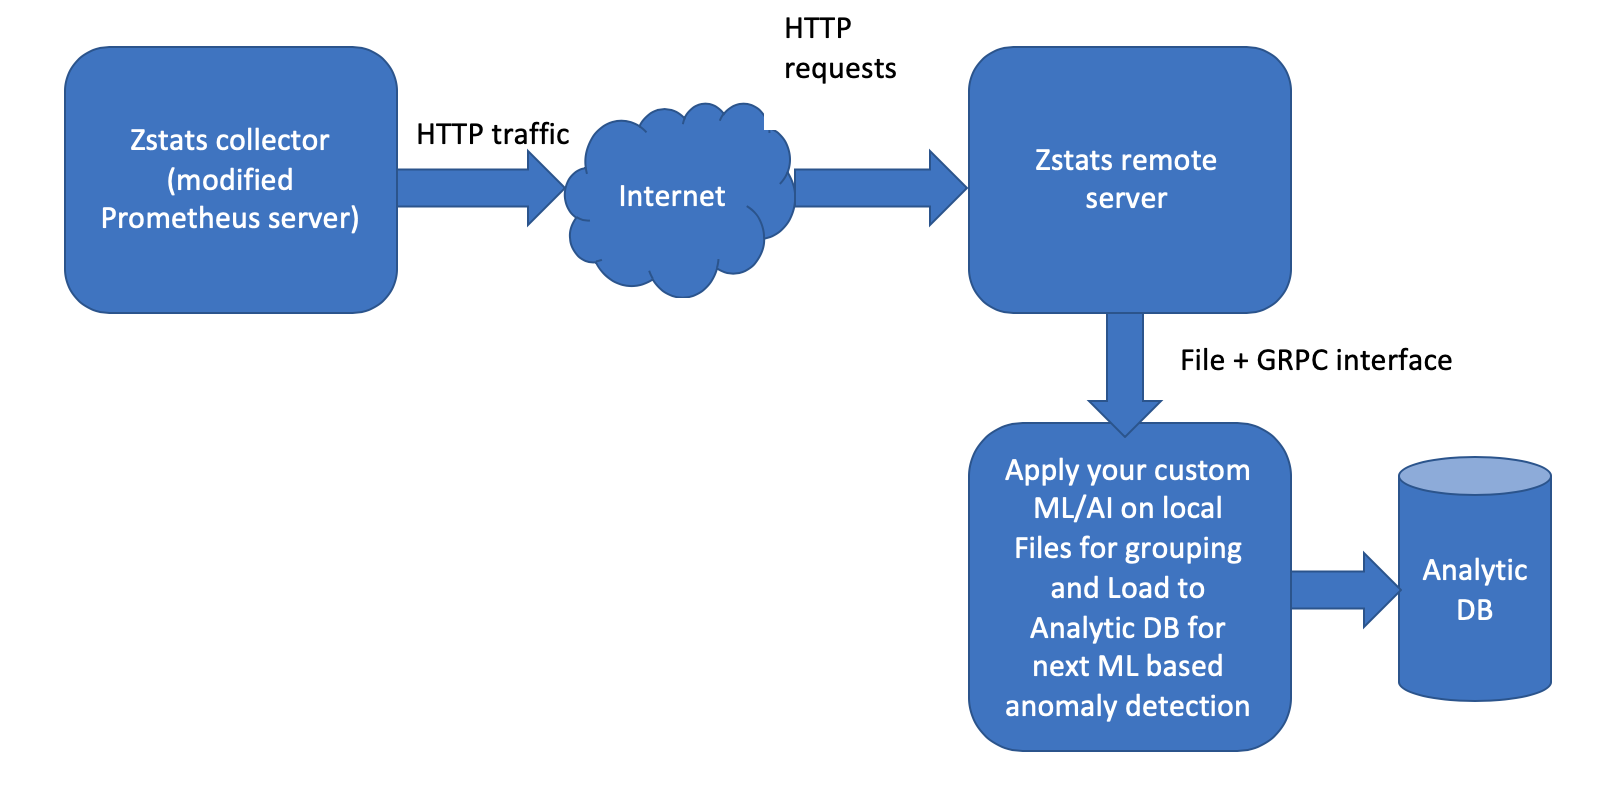 HTTP
requests
Zstats collector
(modified
Prometheus server)
HTTP traffic
Internet
Zstats remote
server
File + GRPC interface
Apply your custom
ML/AI on local
Files for grouping
and Load to
Analytic DB for
next ML based
anomaly detection
Analytic
DB